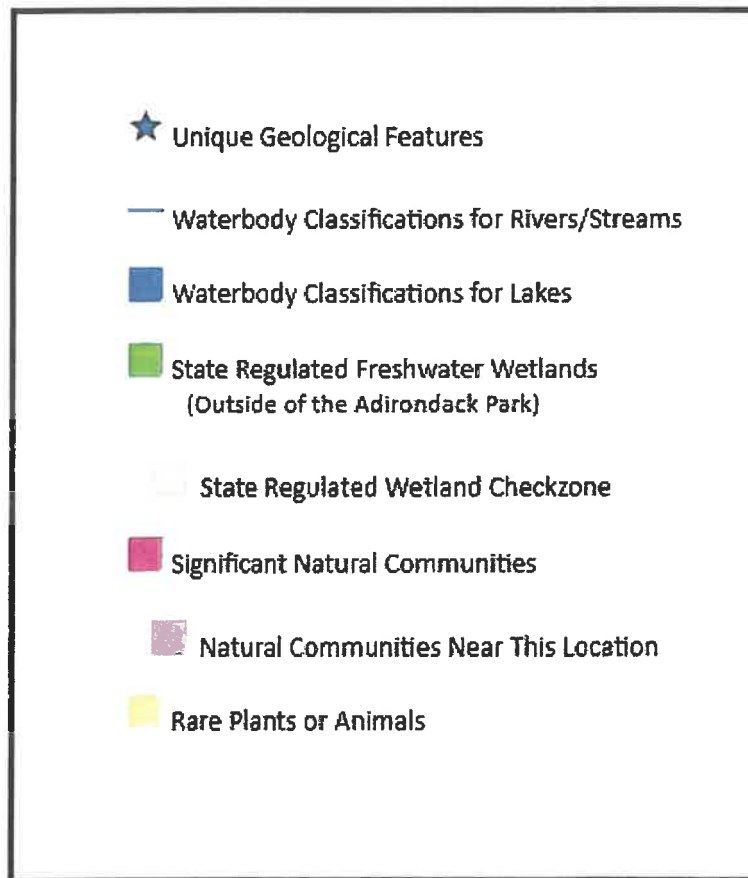 Unique Geological Features
Waterbody Classifications for Rivers/Streams
Waterbody Classifications for Lakes
State Regulated Freshwater Wetlands
(Outside of the Adirondack Park)
State Regulated Wetland Checkzone
Significant Natural Communities
Natural Communities Near This Location
Rare Plants or Animals